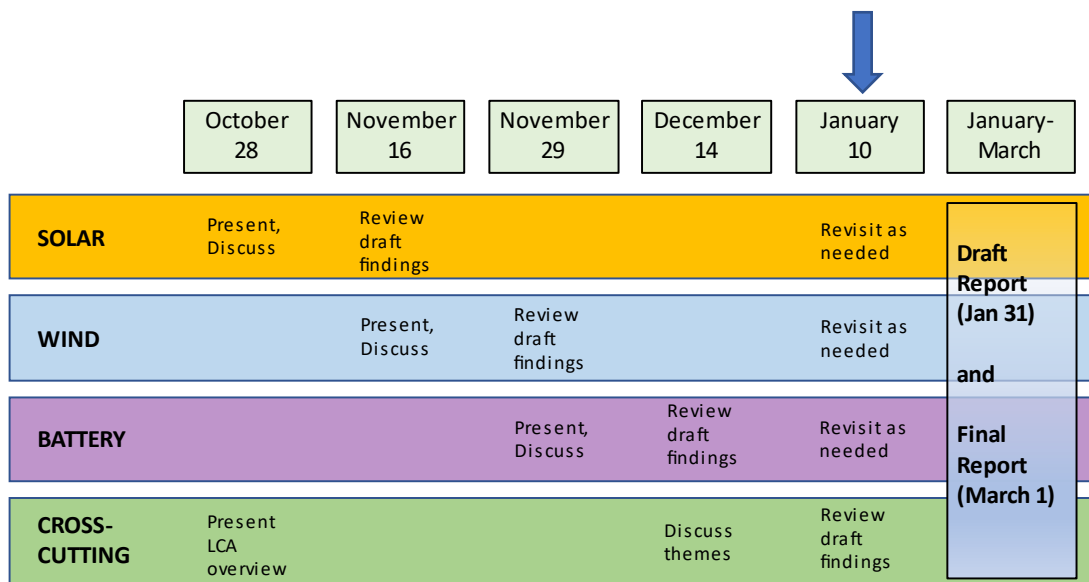 October
28
November
16
November
29
December
14
January
10
January-
March
SOLAR
Present,
Discuss
Review
draft
findings
Revisit as
needed
WIND
Present,
Discuss
Review
draft
findings
Revisit as
needed
BATTERY
Present,
Discuss
Review
draft
findings
Revisit as
needed
CROSS-
CUTTING
Present
LCA
overview
Discuss
themes
Review
draft
findings
Draft
Report
(Jan 31)
and
Final
Report
(March 1)